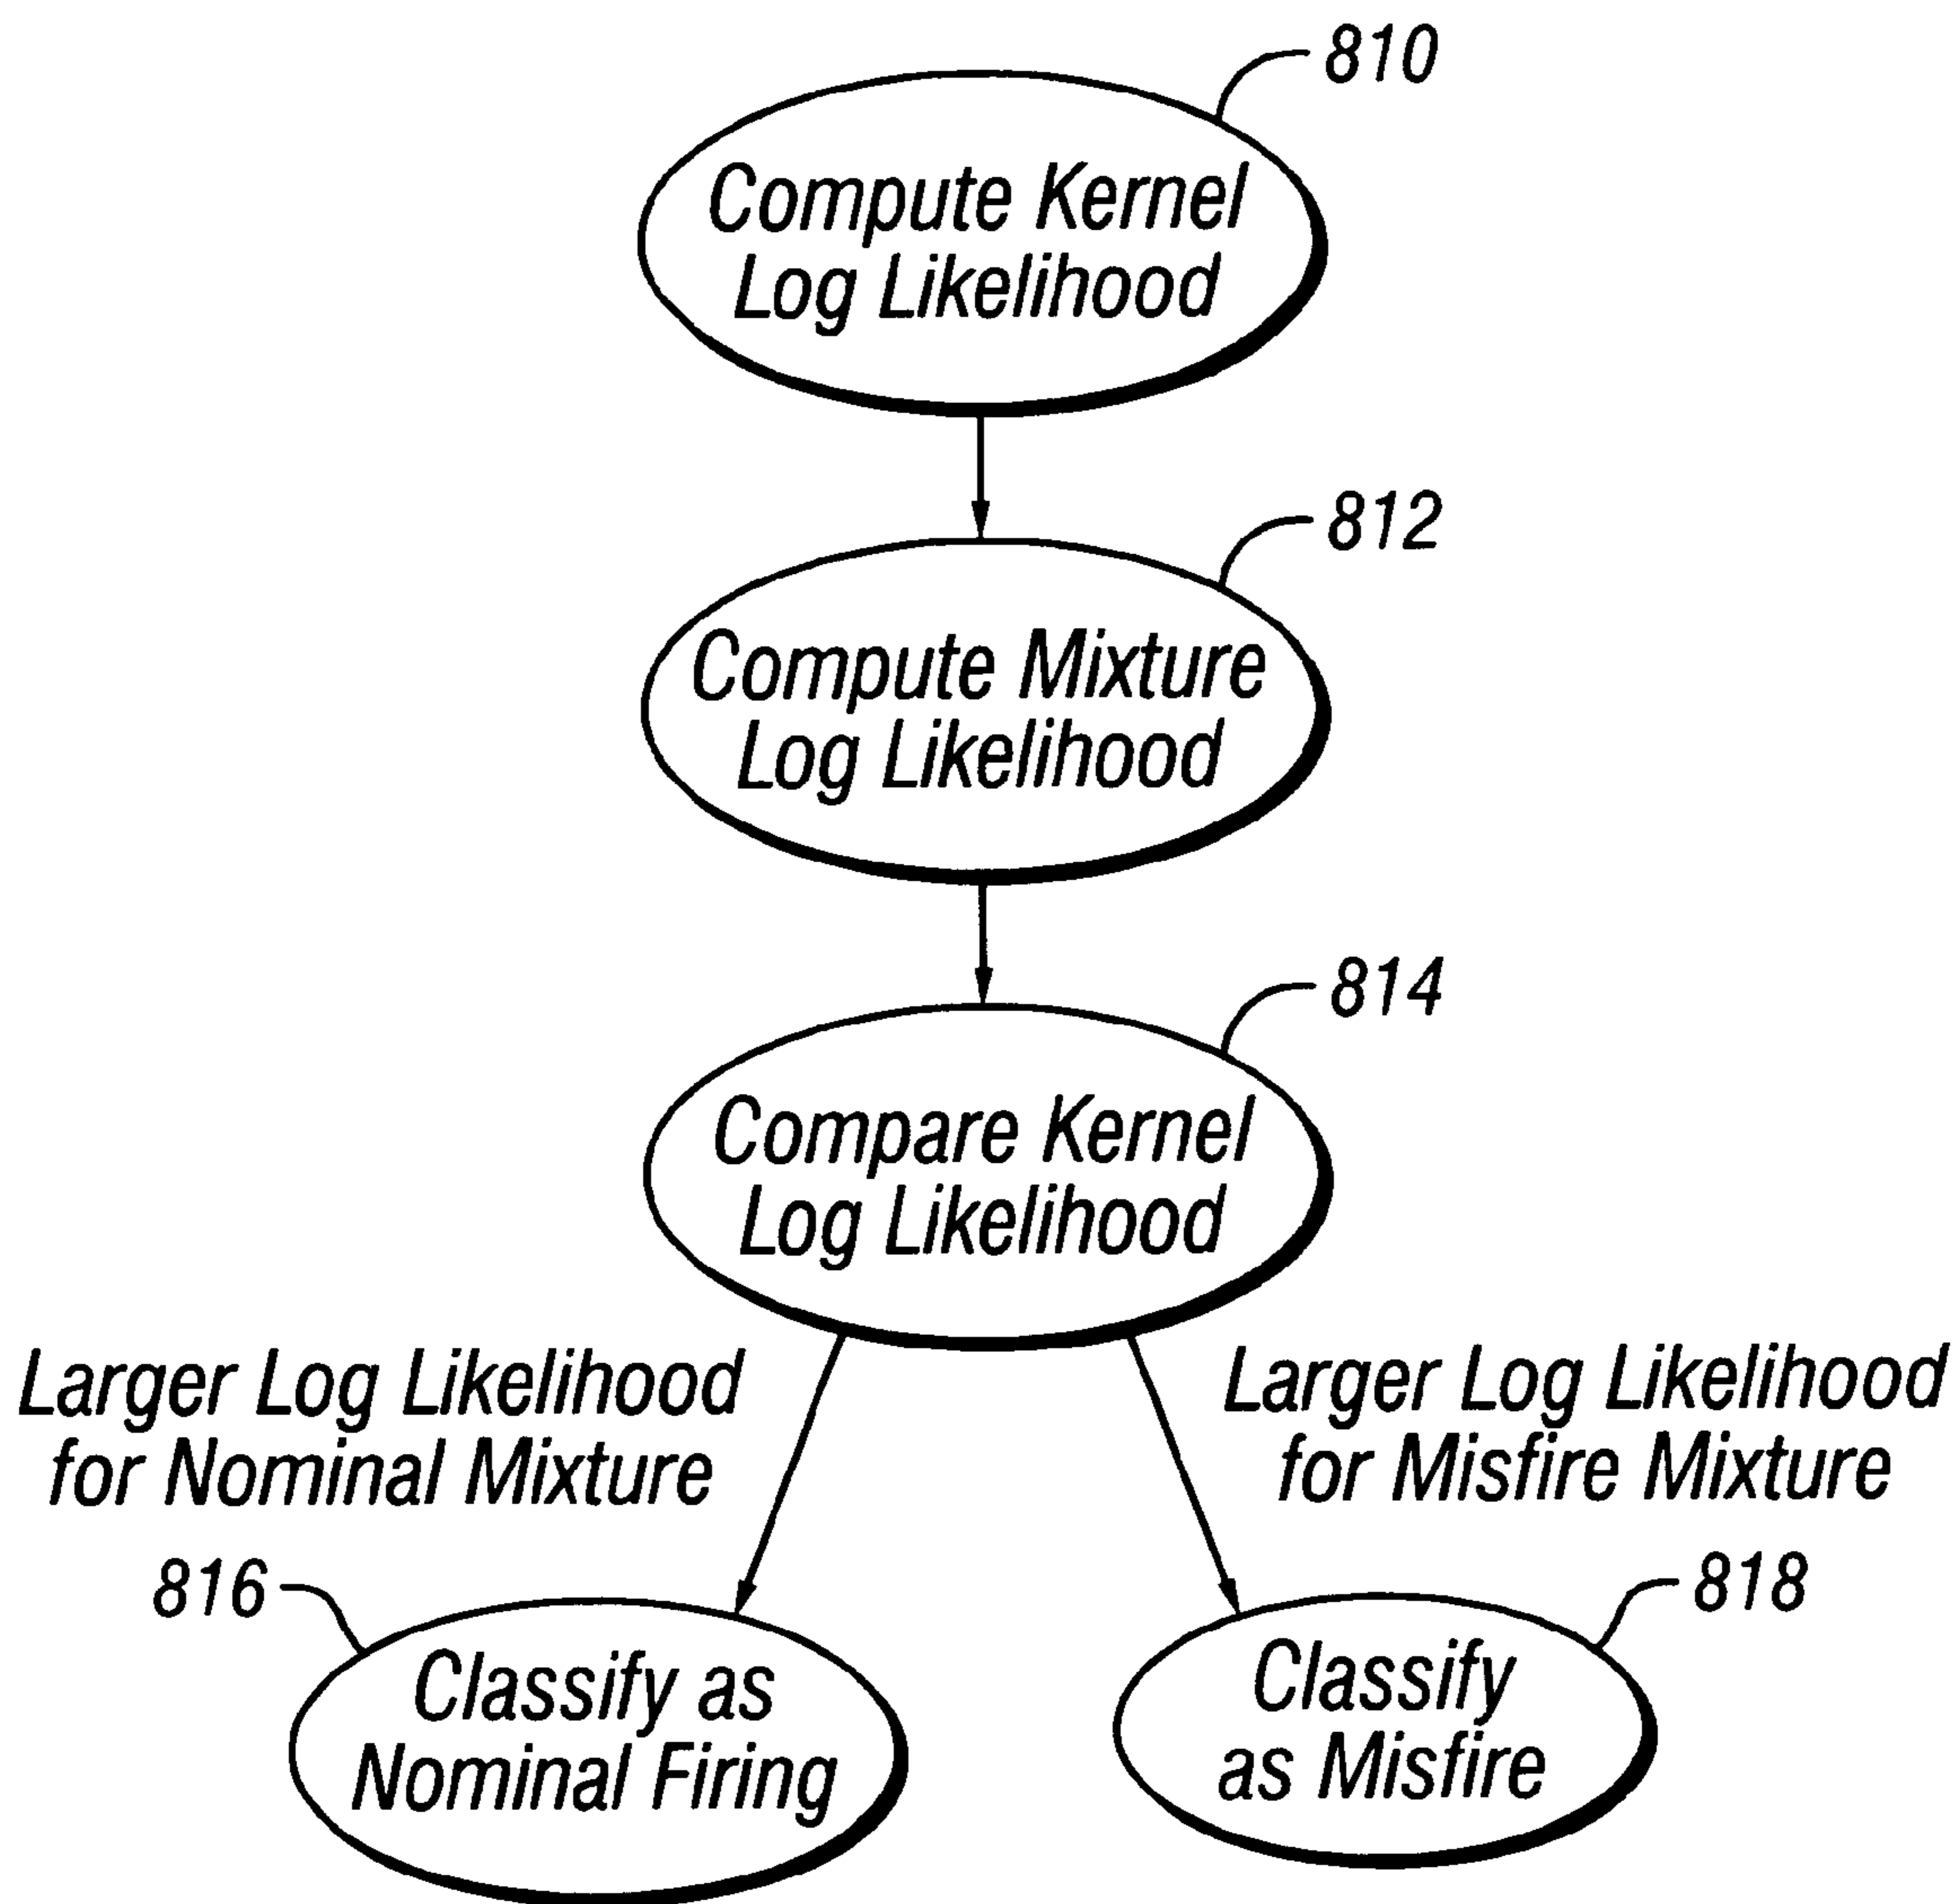 810
Compute Kernel
Log Likelihood
812
Compute Mixture
Log Likelihood
814
Compare Kernel
Log Likelihood
Larger Log Likelihood
for Nominal Mixture
Larger Log Likelihood
for Misfire Mixture
816
Classify as
Nominal Firing
818
Classify
as Misfire